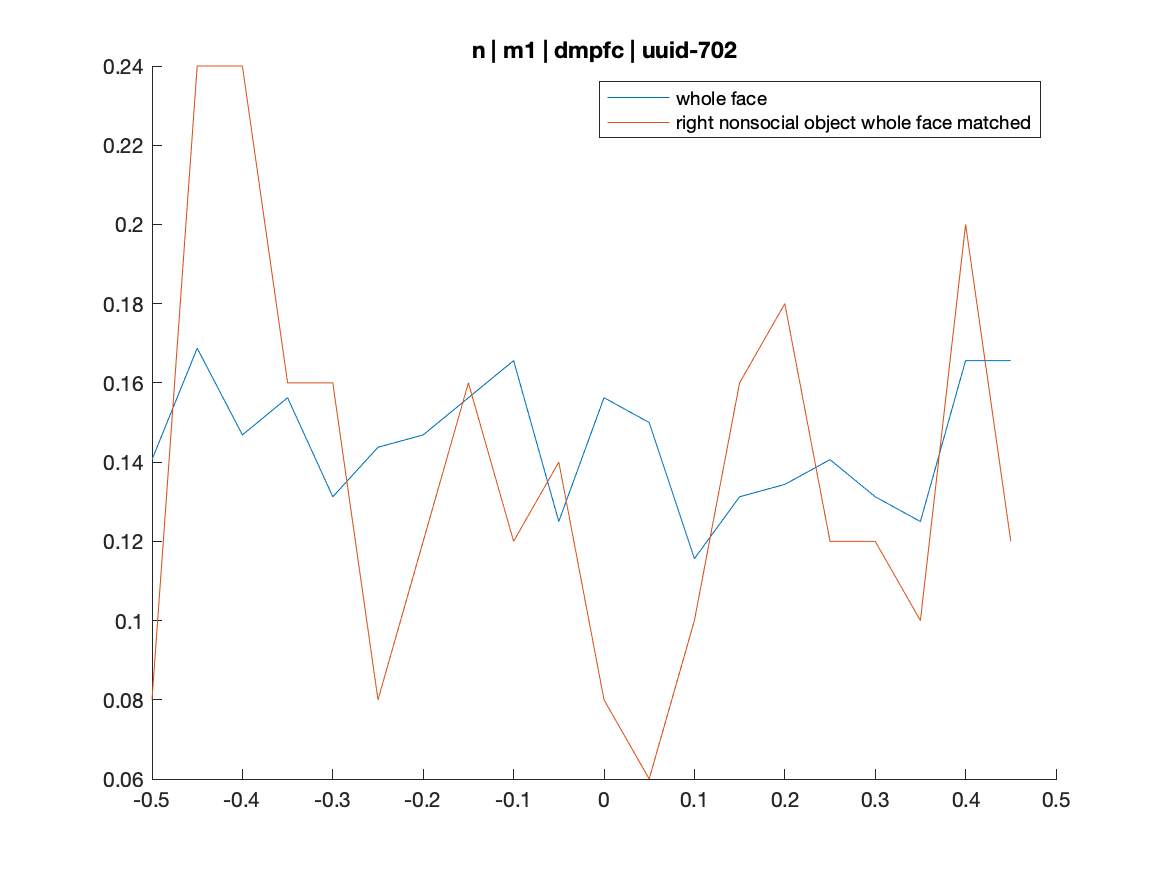 n | m1 | dmpfc | uuid-702
whole face
right nonsocial object whole face matched
0.24
0.22
0.2
0.18
0.16
0.14
0.12
0.1
0.08
0.06
-0.5 -0.4 -0.3 -0.2 -0.1 0 0.1 0.2 0.3 0.4 0.5